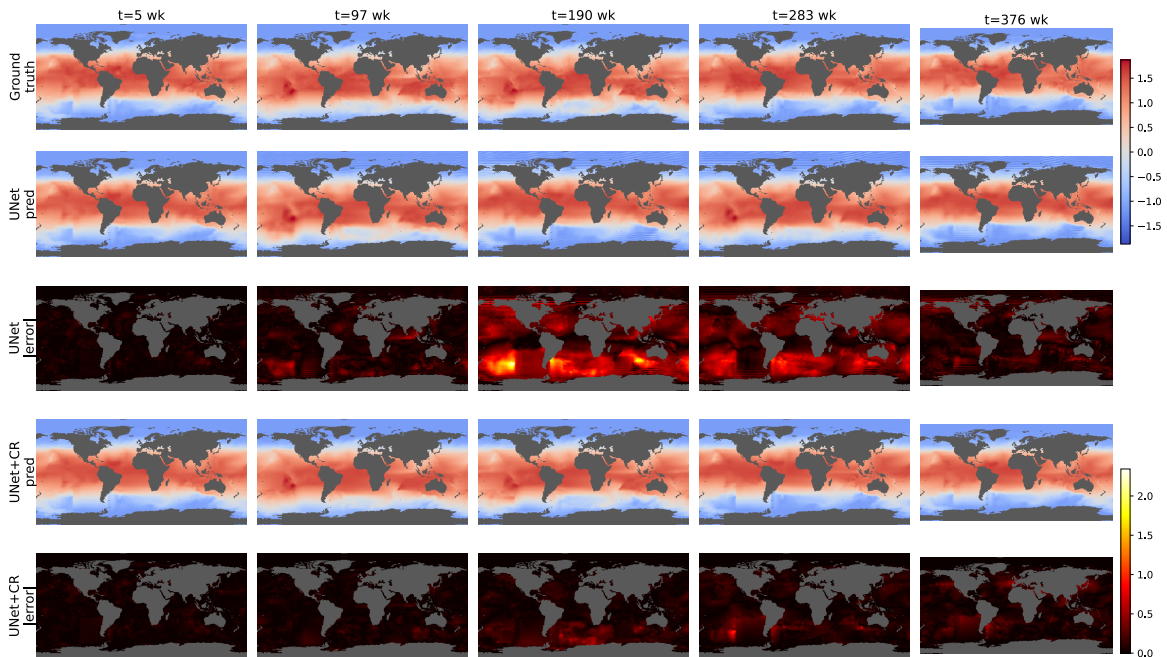 t=5 wk
t=97 wk
t=190 wk
t=283 wk
t=376 wk
Ground
truth
1.5
1.0
0.5
0.0
−0.5
−1.0
−1.5
UNet
pred
UNet
|error|
UNet+CR
pred
2.0
1.5
1.0
0.5
0.0
UNet+CR
|error|